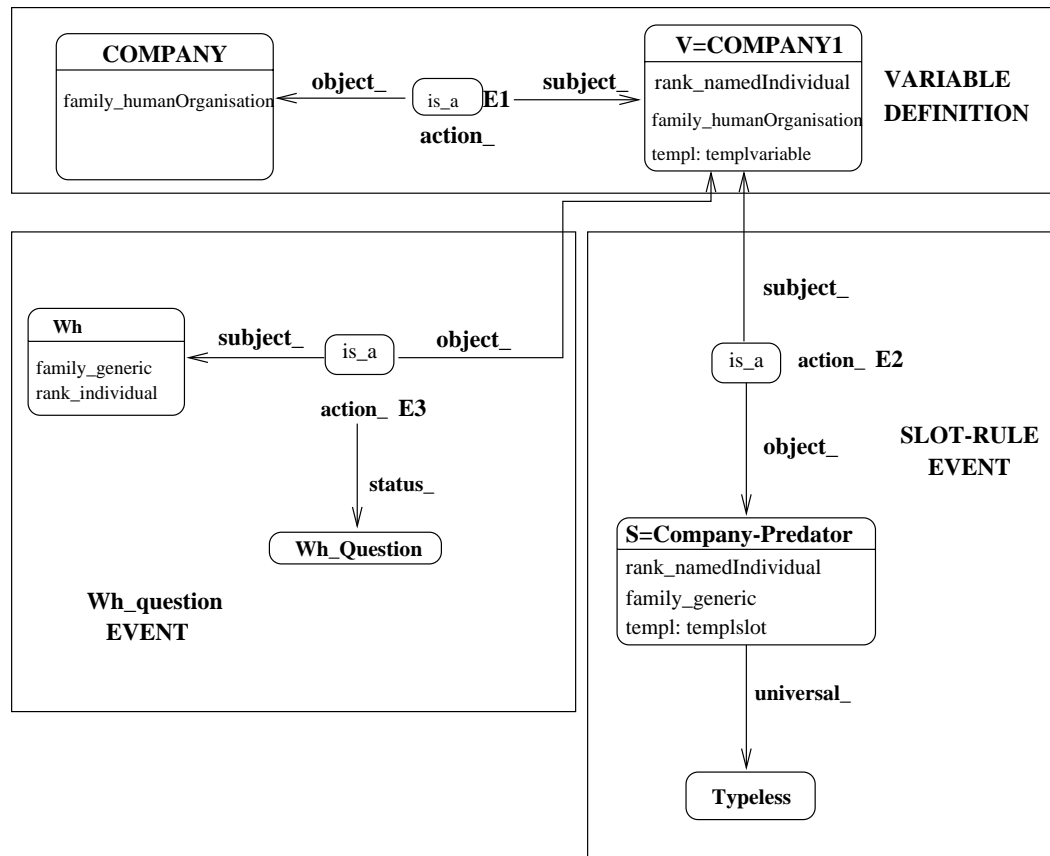 COMPANY
family_humanOrganisation
object_
is_a
E1
action_
subject_
V=COMPANY1
rank_namedIndividual
family_humanOrganisation
templ: templvariable
VARIABLE
DEFINITION
Wh
family_generic
rank_individual
subject_
is_a
object_
action_ E3
status_
Wh_Question
Wh_question
EVENT
subject_
is_a
action_ E2
object_
SLOT-RULE
EVENT
S=Company-Predator
rank_namedIndividual
family_generic
templ: templslot
universal_
Typeless